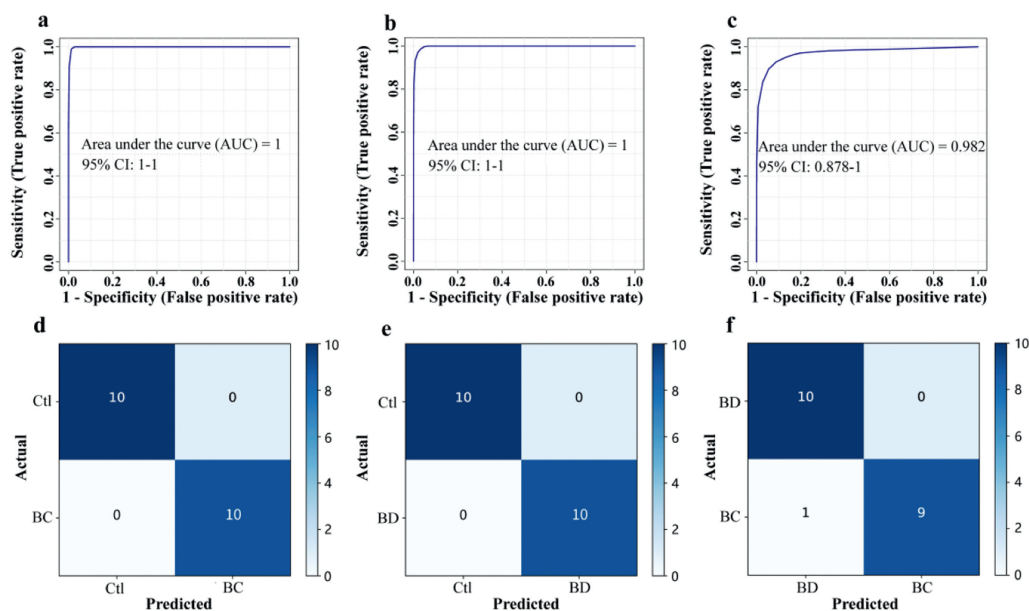 a
Sensitivity (True positive rate)
1.0
0.8
0.6
0.4
0.2
0.0
Area under the curve (AUC) = 1
95% CI: 1-1
0.0 0.2 0.4 0.6 0.8 1.0
1 - Specificity (False positive rate)
b
Sensitivity (True positive rate)
1.0
0.8
0.6
0.4
0.2
0.0
Area under the curve (AUC) = 1
95% CI: 1-1
0.0 0.2 0.4 0.6 0.8 1.0
1 - Specificity (False positive rate)
c
Sensitivity (True positive rate)
1.0
0.8
0.6
0.4
0.2
0.0
Area under the curve (AUC) = 0.982
95% CI: 0.878-1
0.0 0.2 0.4 0.6 0.8 1.0
1 - Specificity (False positive rate)
d
Actual
Ctl
10 0
BC
0 10
Ctl BC
Predicted
10
8
6
4
2
0
e
Actual
Ctl
10 0
BD
0 10
Ctl BD
Predicted
10
8
6
4
2
0
f
Actual
BD
10 0
BC
1 9
BD BC
Predicted
10
8
6
4
2
0